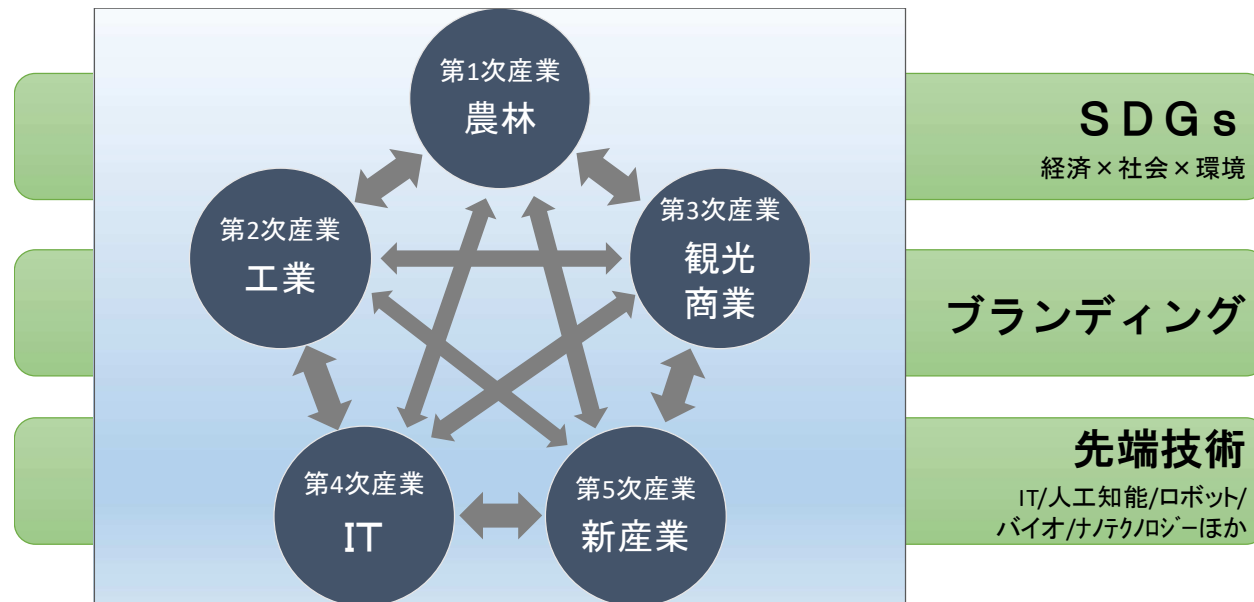 第1次産業
農林
第2次産業
工業
第3次産業
観光
商業
第4次産業
IT
第5次産業
新産業
SDGs
経済×社会×環境
ブランディング
先端技術
IT/人工知能/ロボット/
バイオ/ナノテクノロジーほか